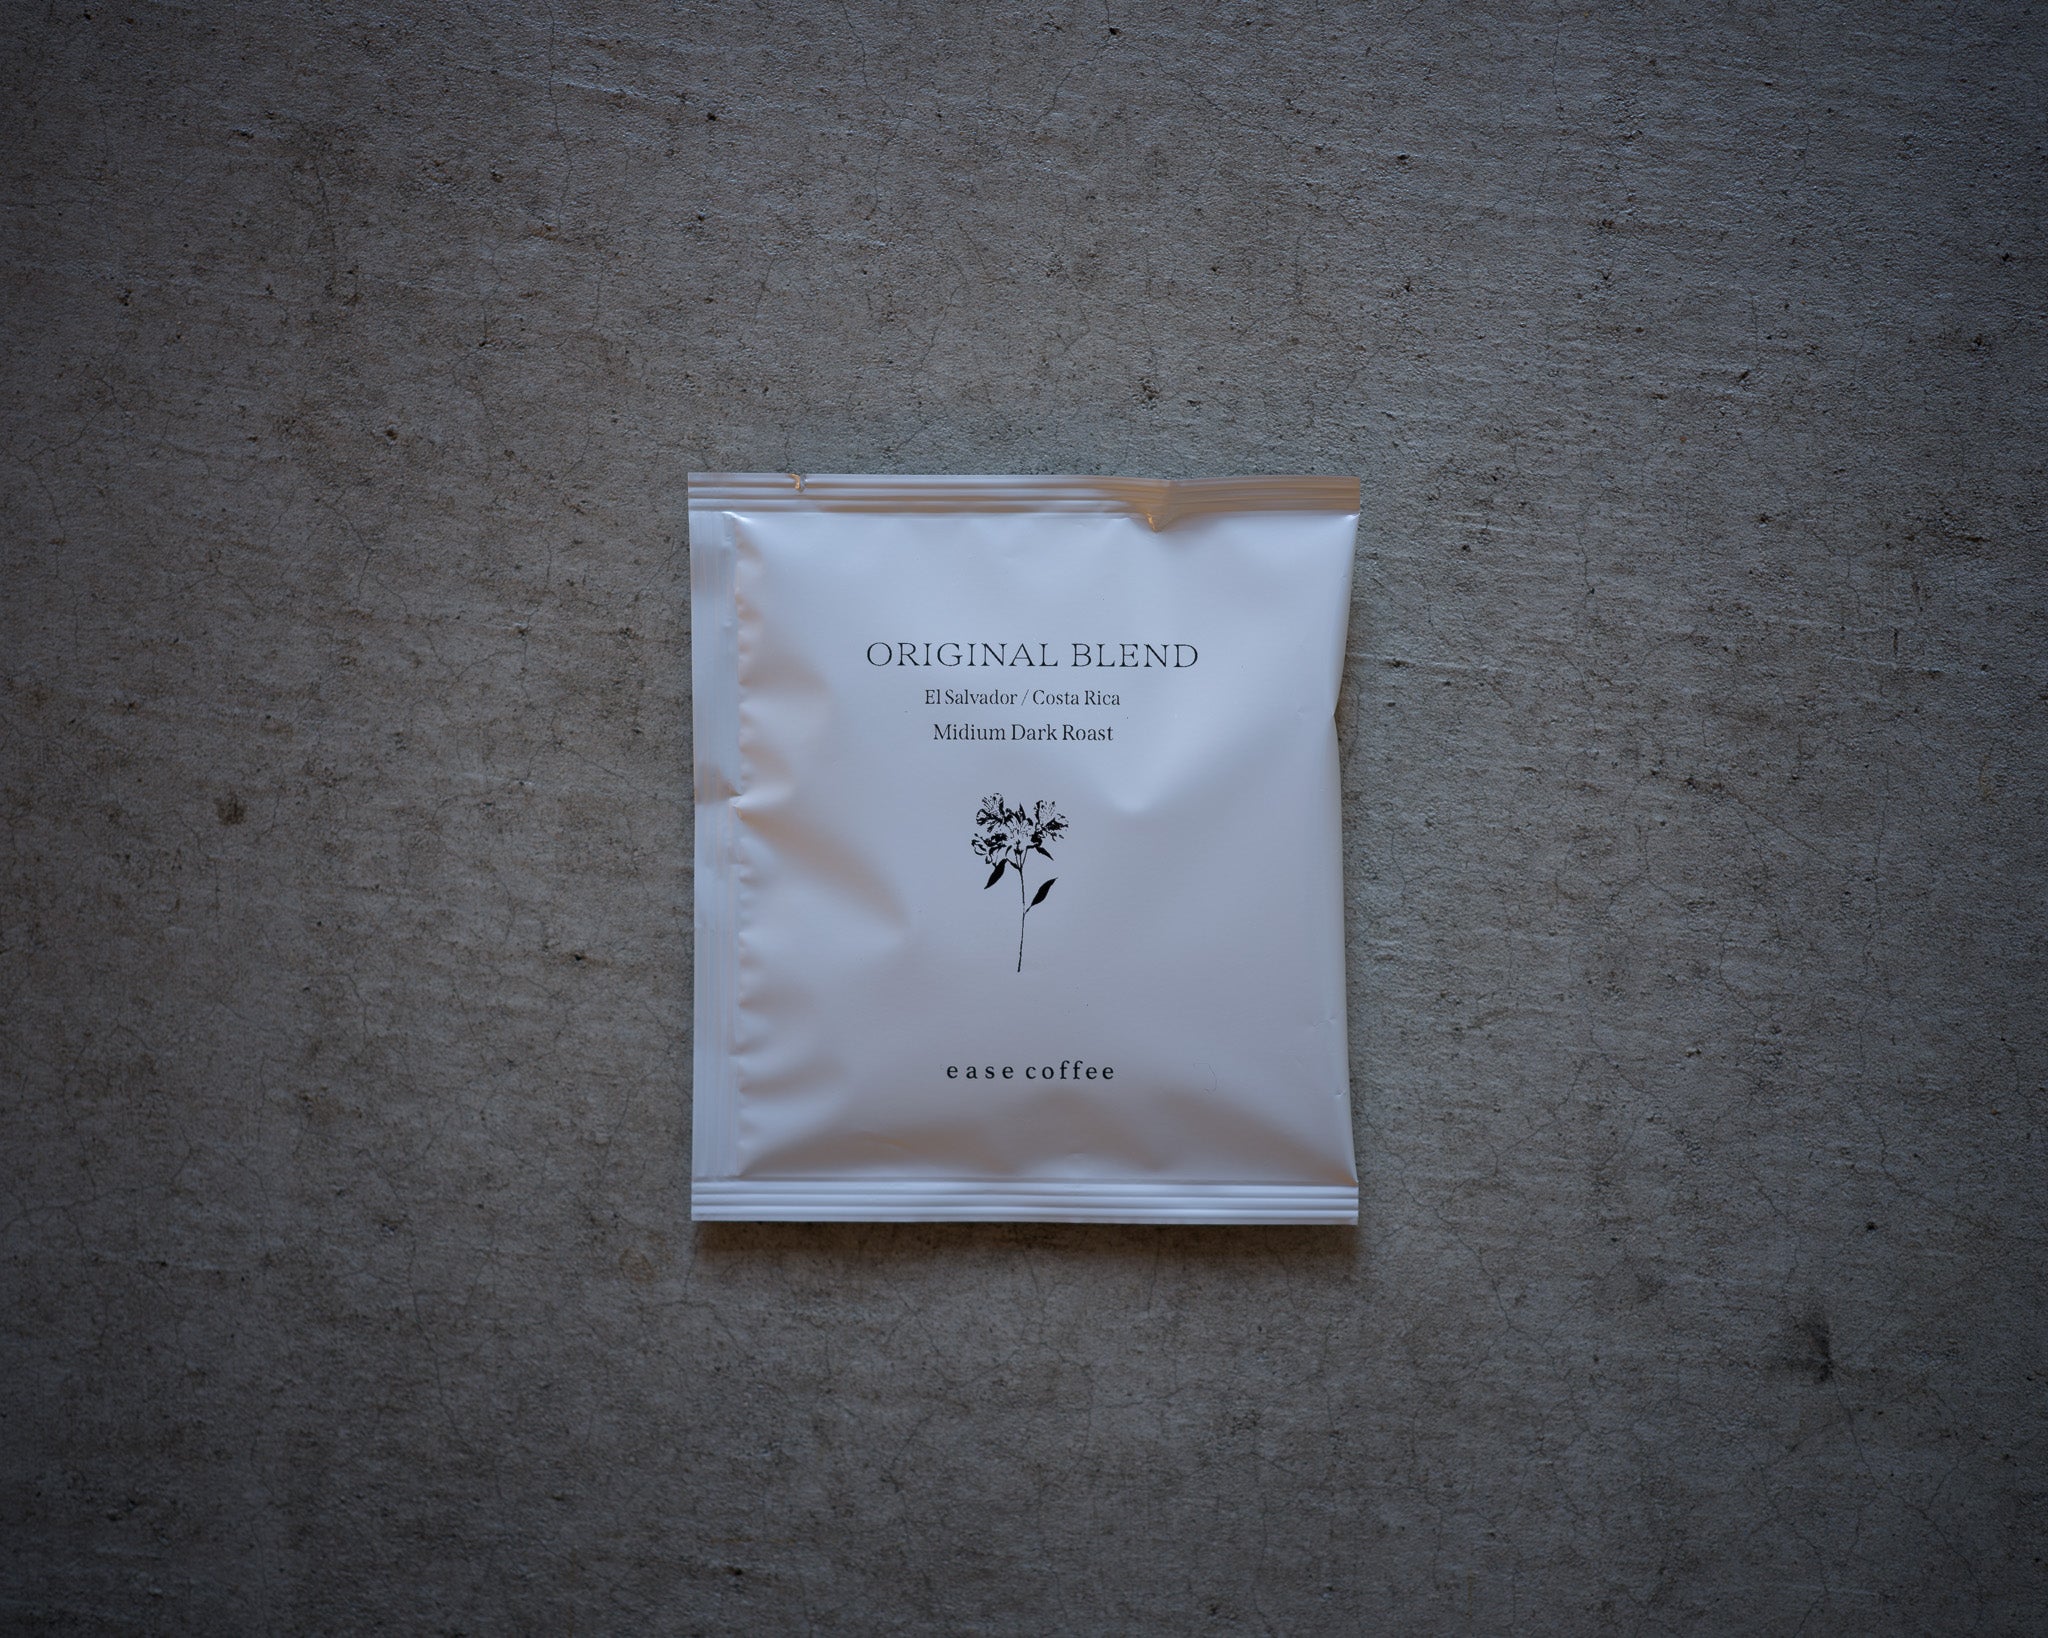 ORIGINAL BLEND
El Salvador / Costa Rica
Midium Dark Roast
ease coffee